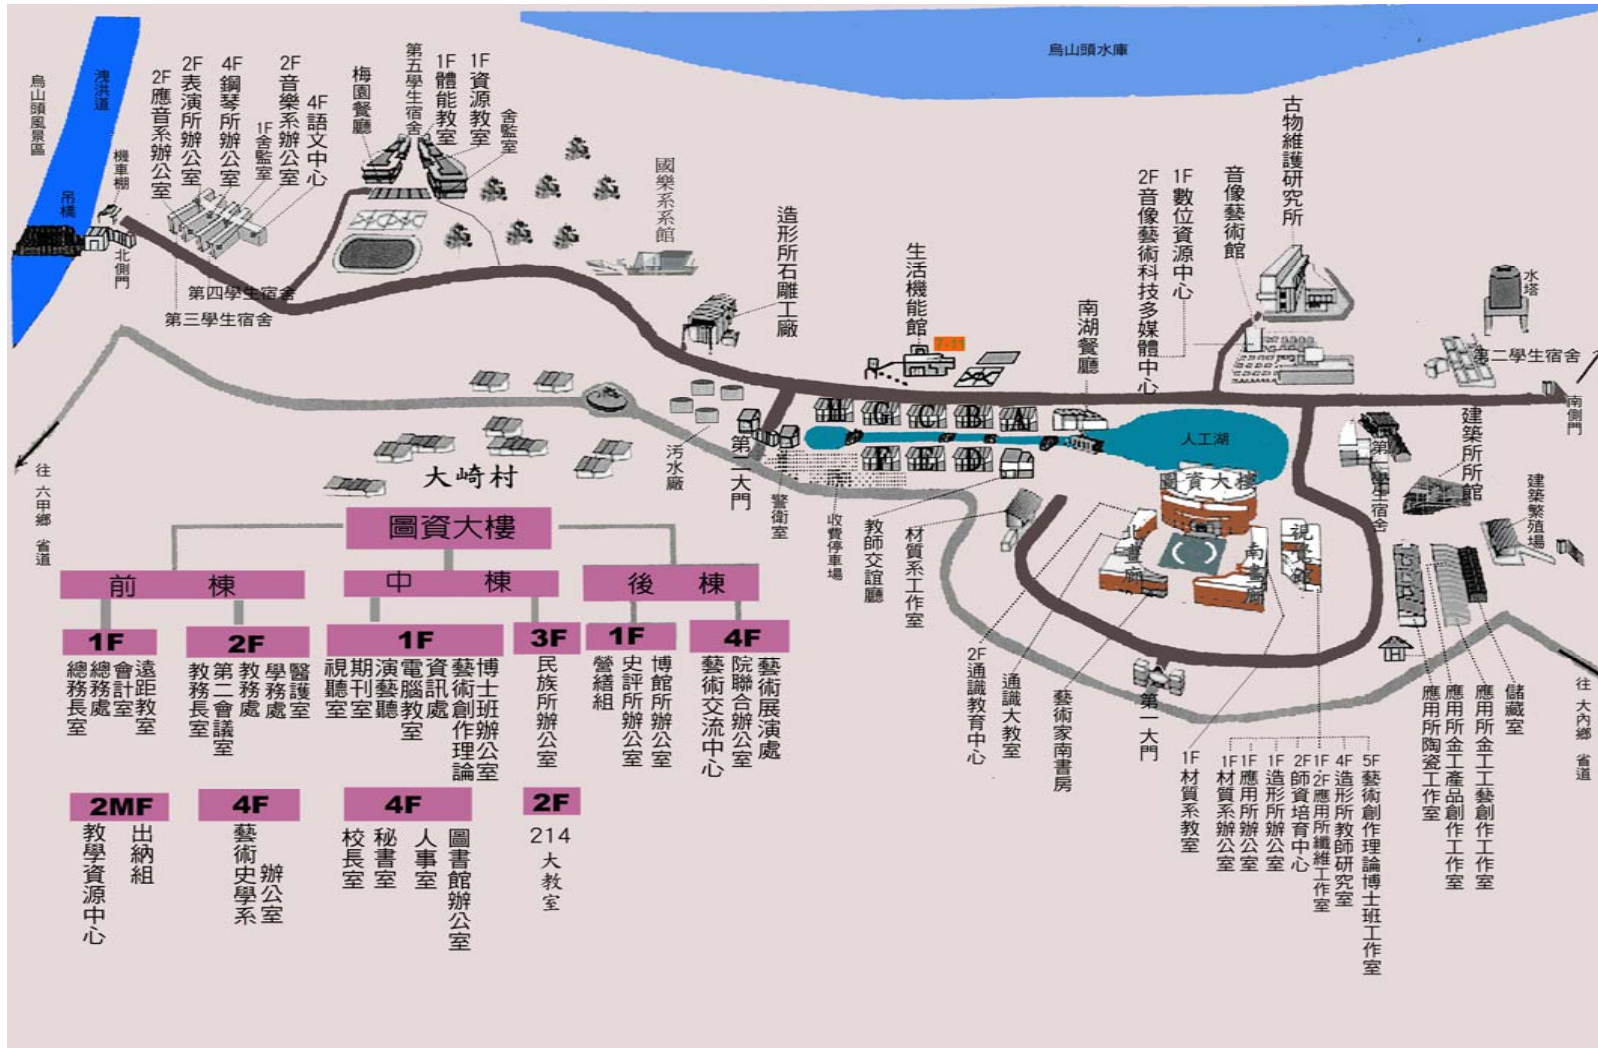 烏山頭水庫
烏山頭風景區
洩洪道
吊橋
機車棚
北側門
2F應音系辦公室
2F表演所辦公室
4F鋼琴所辦公室
1F舍監室
2F音樂系辦公室
4F語文中心
第四學生宿舍
第三學生宿舍
梅園餐廳
第五學生宿舍
1F體能教室
1F資源教室
舍監室
國樂系系館
造形所石雕工廠
生活機能館
7-11
南湖餐廳
2F音像藝術科技多媒體中心
1F數位資源中心
音像藝術館
古物維護研究所
水塔
第二學生宿舍
南側門
H G C B A
F E D
人工湖
往 六甲鄉 省道
大崎村
污水廠
第二大門
警衛室
收費停車場
教師交誼廳
材質系工作室
圖資大樓
北畫廊
南畫廊
視覺館
第一學生宿舍
建築所所館
建築繁殖場
2F通識教育中心
通識大教室
藝術家南書房
第一大門
1F材質系教室
1F材質系辦公室
1F應用所辦公室
1F造形所辦公室
2F師資培育中心
1F.2F應用所纖維工作室
4F造形所教師研究室
5F藝術創作理論博士班工作室
應用所陶瓷工作室
應用所金工產品創作工作室
應用所金工工藝創作工作室
儲藏室
往 大內鄉 省道
圖資大樓
前棟
中棟
後棟
1F
遠距教室
會計室
總務處
總務長室
2F
醫護室
學務處
教務處
第二會議室
教務長室
1F
博士班辦公室
藝術創作理論
資訊處
電腦教室
演藝廳
期刊室
視聽室
3F
民族所辦公室
1F
博館所辦公室
史評所辦公室
營繕組
4F
藝術展演處
院聯合辦公室
藝術交流中心
2MF
出納組
教學資源中心
4F
藝術史學系
辦公室
4F
圖書館辦公室
人事室
秘書室
校長室
2F
214
大教室